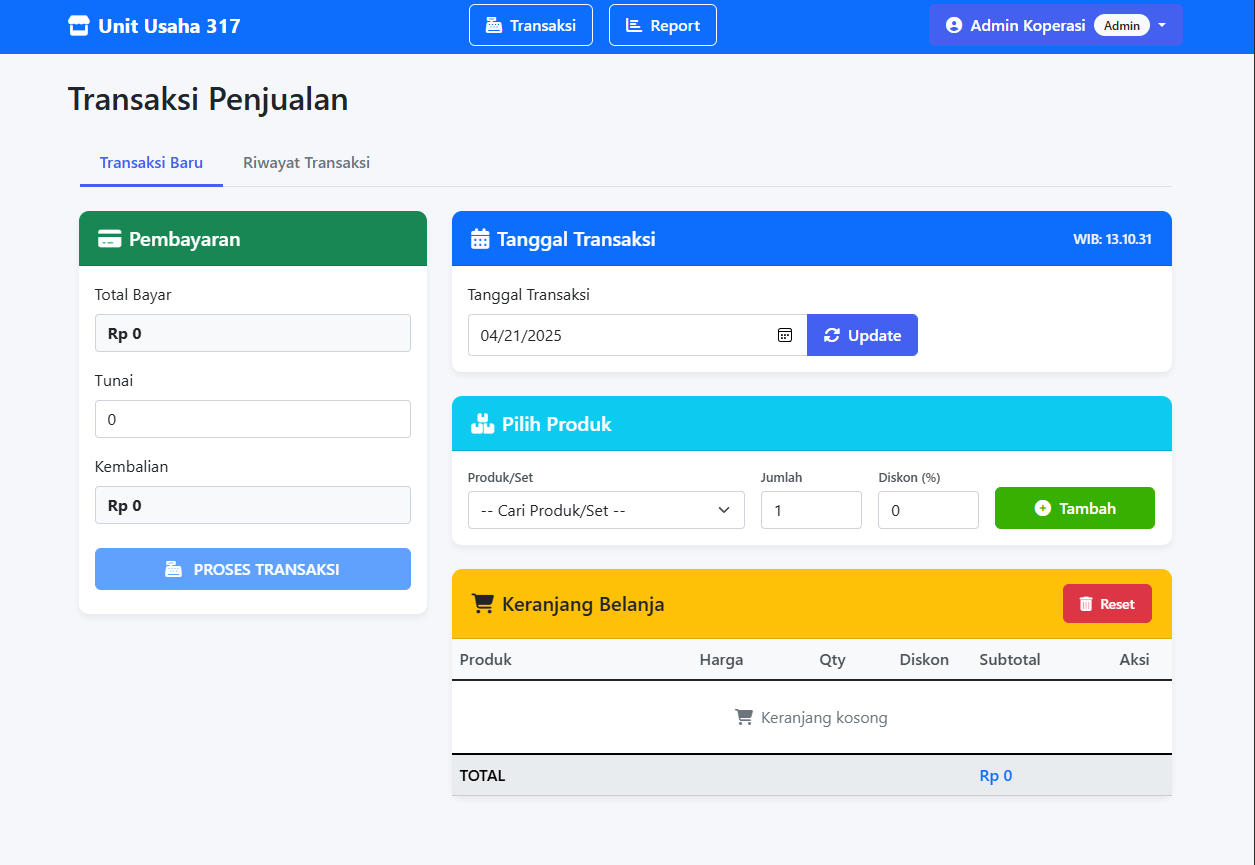 Unit Usaha 317
Transaksi
Report
Admin Koperasi Admin
Transaksi Penjualan
Transaksi Baru
Riwayat Transaksi
Pembayaran
Total Bayar
Rp 0
Tunai
0
Kembalian
Rp 0
PROSES TRANSAKSI
Tanggal Transaksi
WIB: 13.10.31
Tanggal Transaksi
04/21/2025
Update
Pilih Produk
Produk/Set
Jumlah
Diskon (%)
-- Cari Produk/Set --
1
0
Tambah
Keranjang Belanja
Reset
Produk Harga Qty Diskon Subtotal Aksi
Keranjang kosong
TOTAL Rp 0